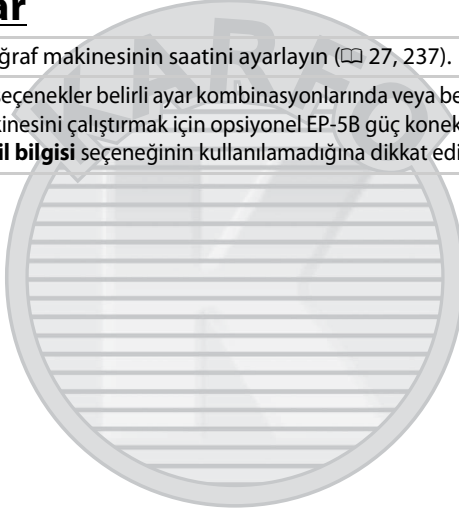 ar
ğraf makinesinin saatini ayarlayın (🕮 27, 237).
seçenekler belirli ayar kombinasyonlarında veya be
kinesini çalıştırmak için opsiyonel EP-5B güç konek
il bilgisi seçeneğinin kullanılamadığına dikkat edi
KARFO